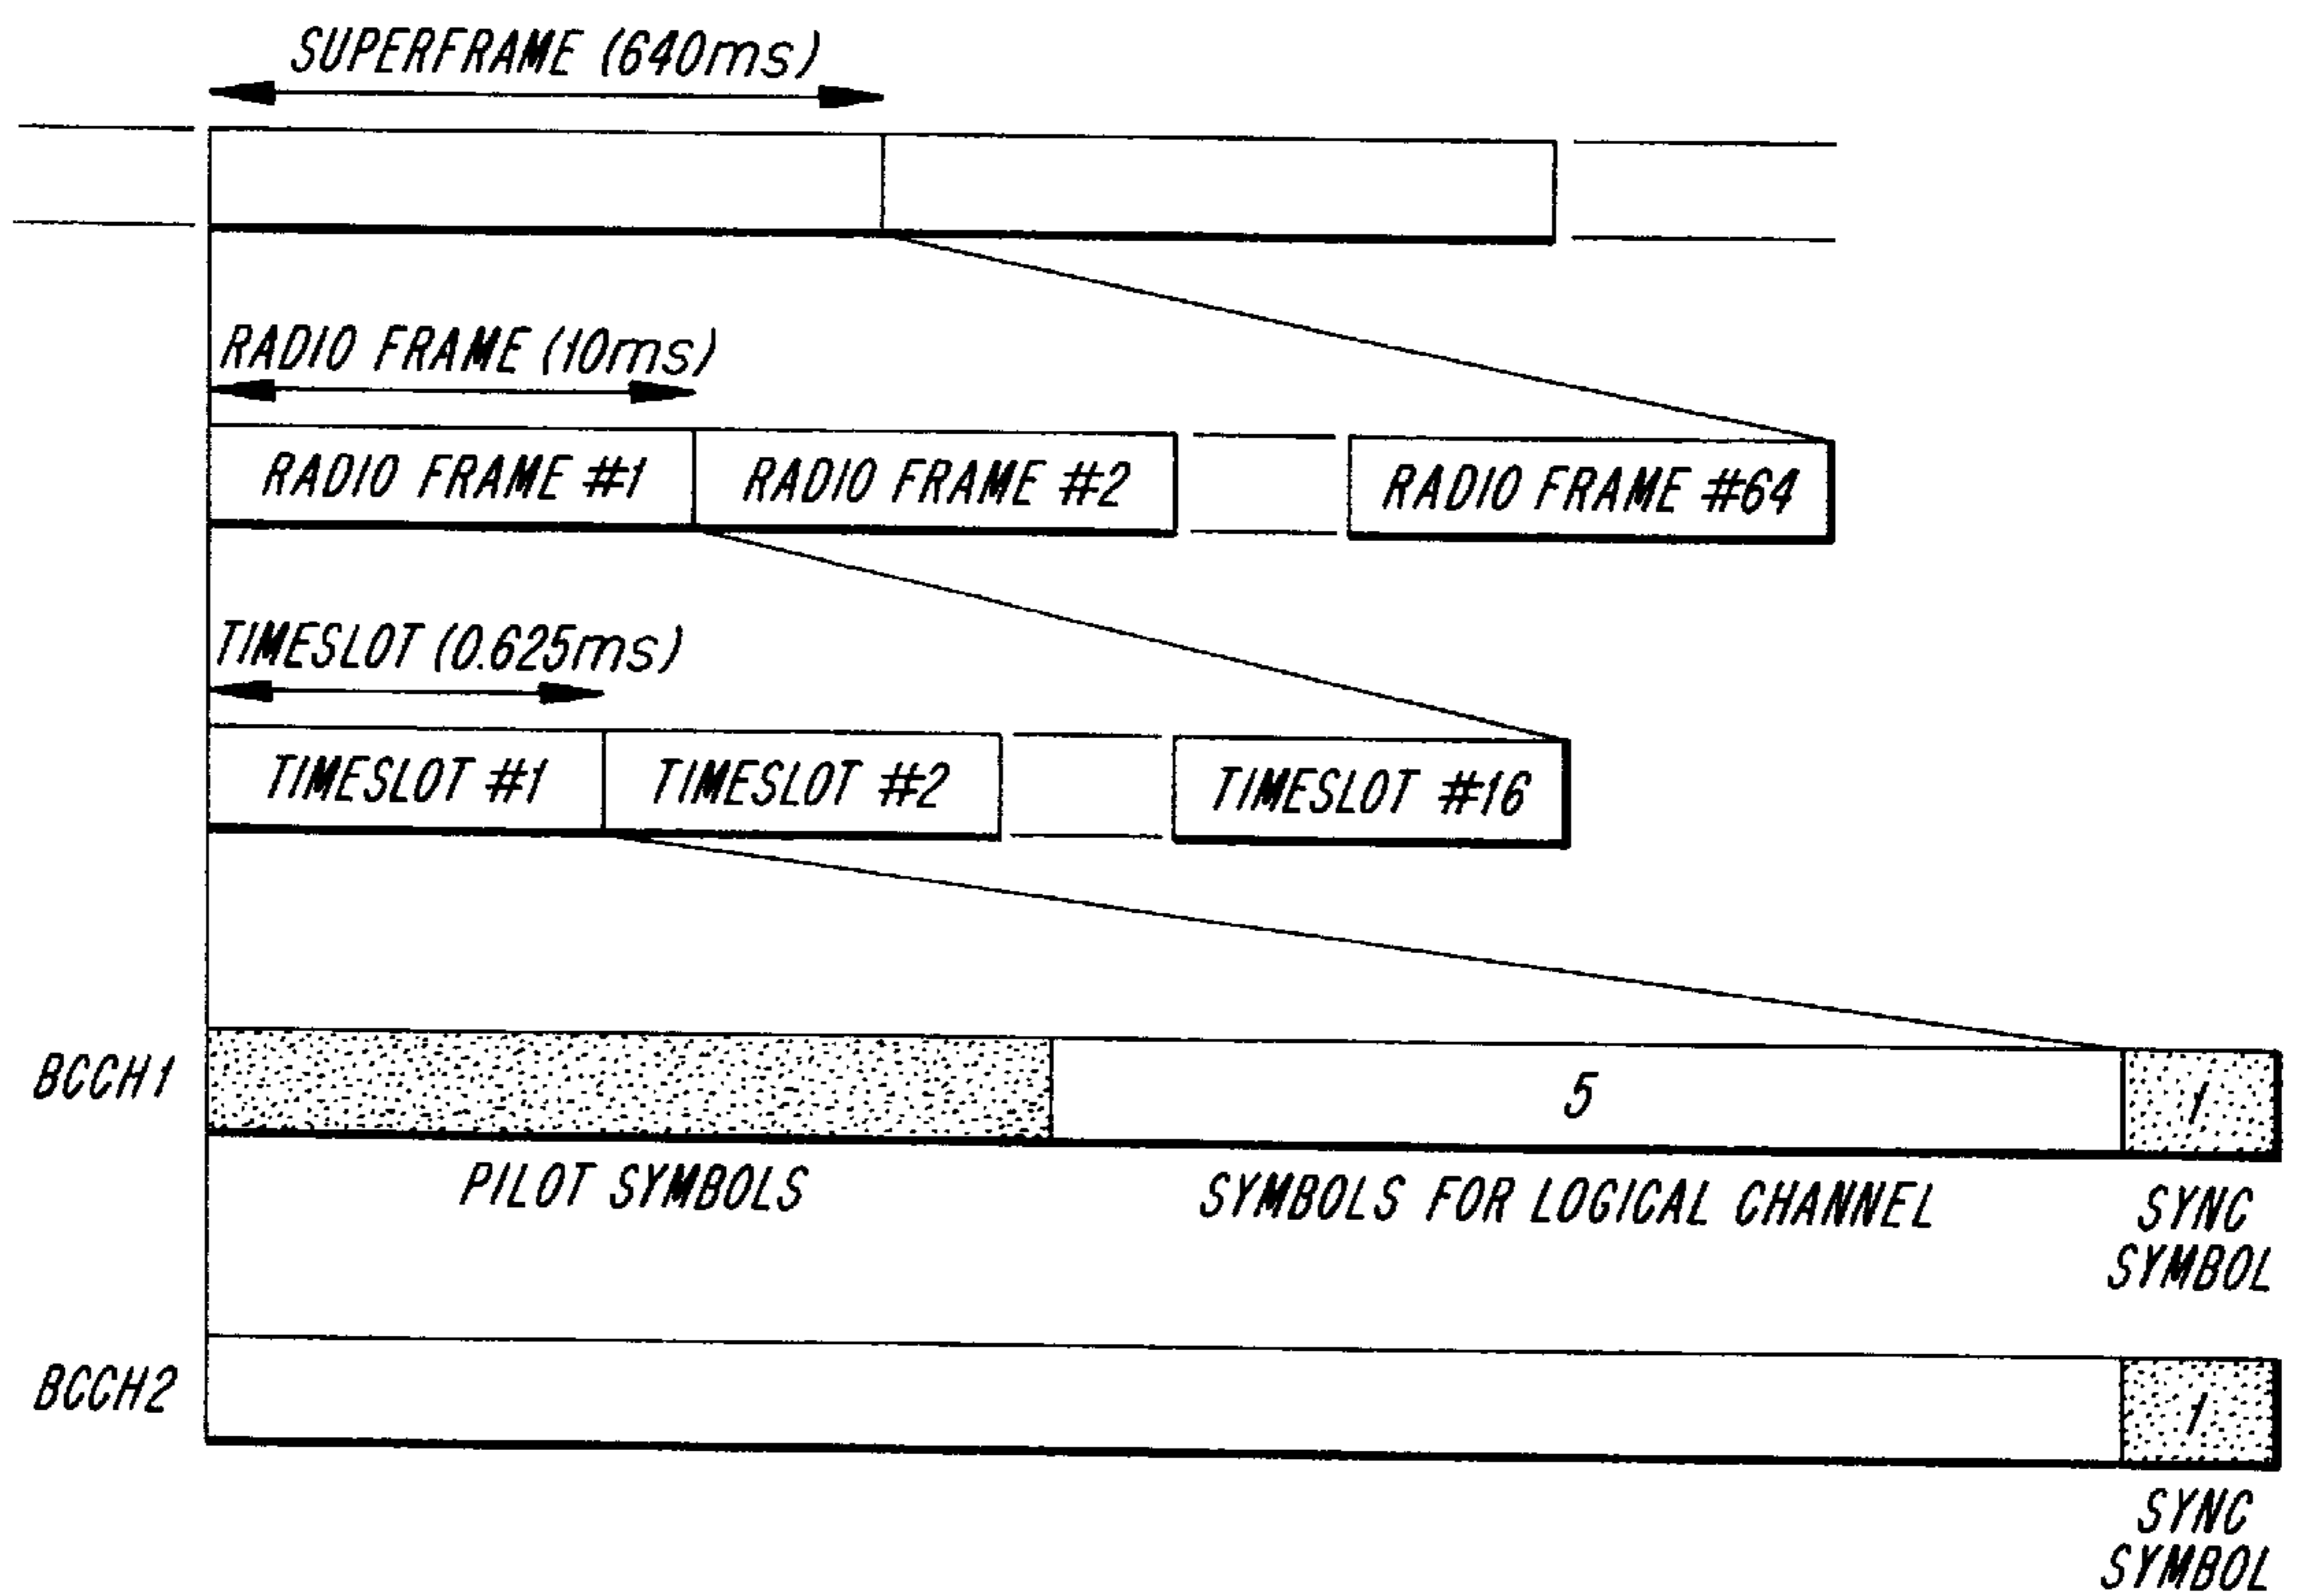 SUPERFRAME (640ms)
RADIO FRAME (10ms)
RADIO FRAME #1
RADIO FRAME #2
RADIO FRAME #64
TIMESLOT (0.625ms)
TIMESLOT #1
TIMESLOT #2
TIMESLOT #16
BCCH1
5
1
PILOT SYMBOLS
SYMBOLS FOR LOGICAL CHANNEL
SYNC
SYMBOL
BCCH2
1
SYNC
SYMBOL